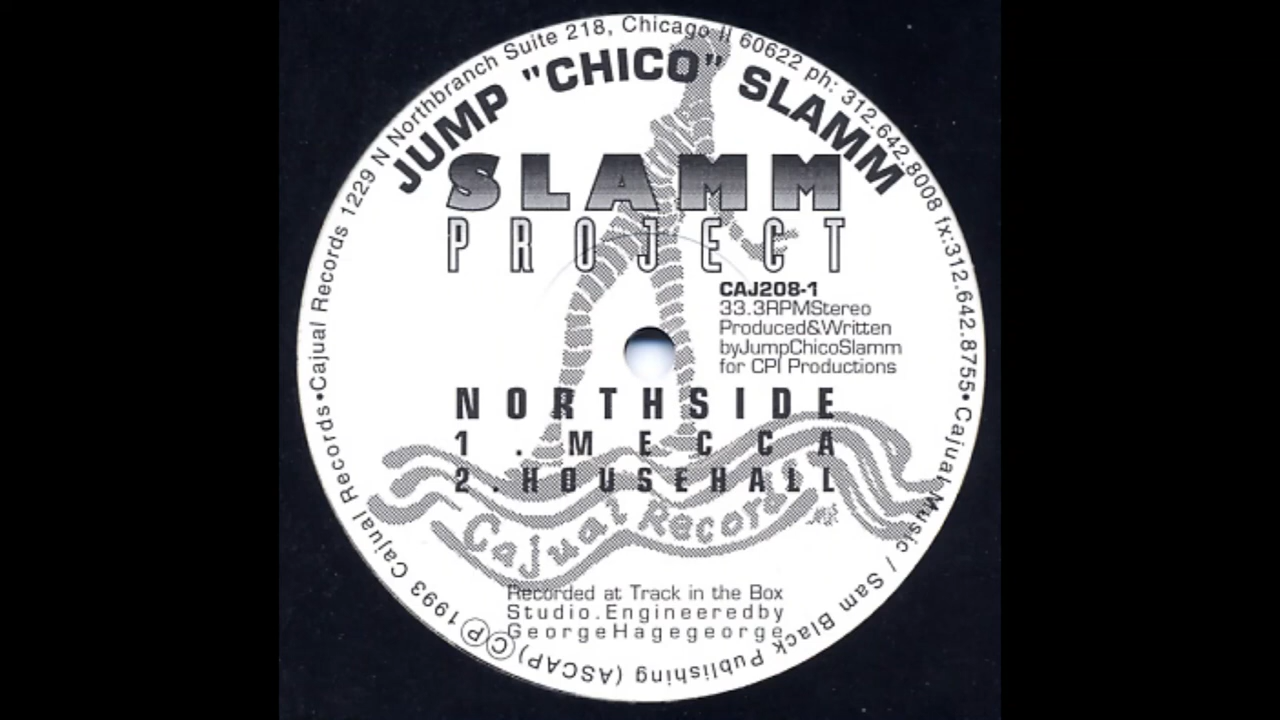 •Cajual Records 1229 N Northbranch Suite 218, Chicago Il 60622 ph: 312.642.8008 fx:312.642.8755•
JUMP "CHICO" SLAMM
SLAMM
PROJECT
CAJ208-1
33.3RPMStereo
Produced&Written
byJumpChicoSlamm
for CPI Productions
NORTHSIDE
1.MECCA
2.HOUSEHALL
Cajual Records
Recorded at Track in the Box
Studio.Engineeredby
GeorgeHagegeorge
Cajual Music / Sam Black Publishing (ASCAP) ©℗1993 Cajual Records